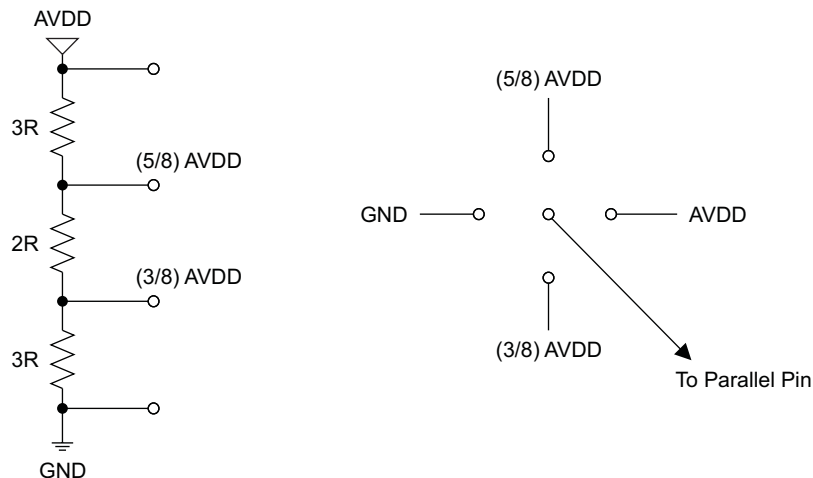 AVDD
3R
(5/8) AVDD
2R
(3/8) AVDD
3R
GND
(5/8) AVDD
GND
AVDD
(3/8) AVDD
To Parallel Pin